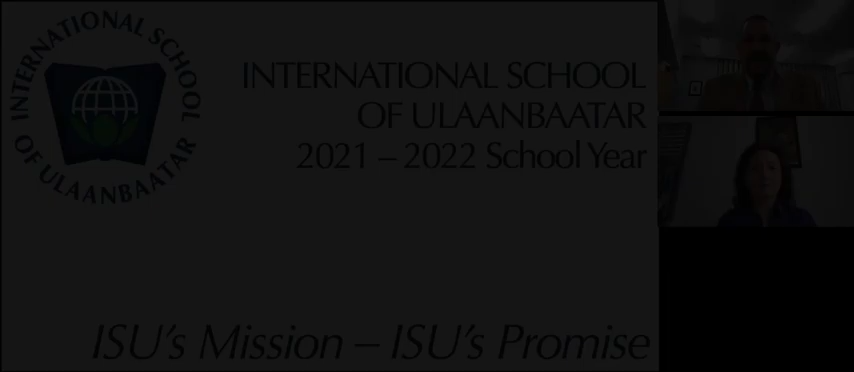 INTERNATIONAL SCHOOL
OF ULAANBAATAR
INTERNATIONAL SCHOOL
OF ULAANBAATAR
2021 – 2022 School Year
ISU's Mission – ISU's Promise